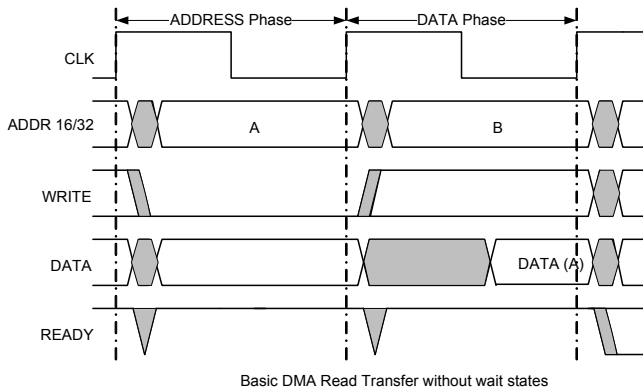 ADDRESS Phase
DATA Phase
CLK
ADDR 16/32
A
B
WRITE
DATA
DATA (A)
READY
Basic DMA Read Transfer without wait states